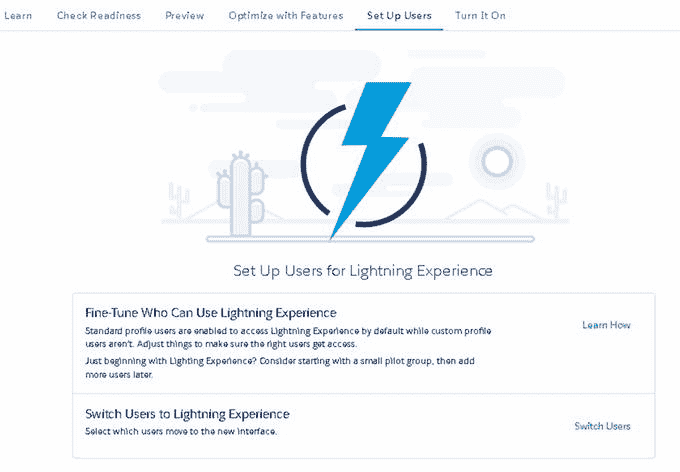 Learn Check Readiness Preview Optimize with Features Set Up Users Turn It On
Set Up Users for Lightning Experience
Fine-Tune Who Can Use Lightning Experience
Learn How
Standard profile users are enabled to access Lightning Experience by default while custom profile
users aren't. Adjust things to make sure the right users get access.
Just beginning with Lighting Experience? Consider starting with a small pilot group, then add
more users later.
Switch Users to Lightning Experience
Switch Users
Select which users move to the new interface.